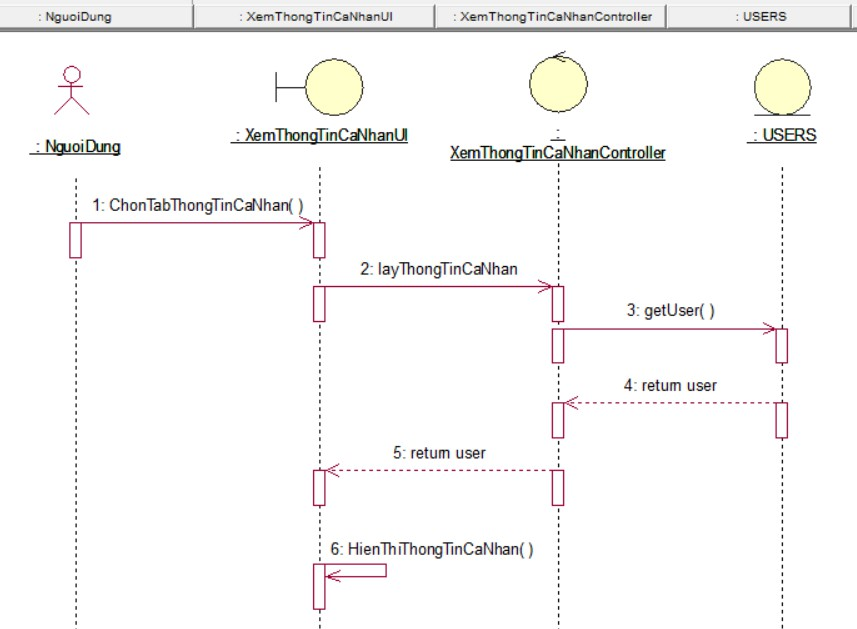 : NguoiDung
: XemThongTinCaNhanUI
: XemThongTinCaNhanController
: USERS
: NguoiDung
: XemThongTinCaNhanUI
:
XemThongTinCaNhanController
: USERS
1: ChonTabThongTinCaNhan( )
2: layThongTinCaNhan
3: getUser( )
4: return user
5: return user
6: HienThiThongTinCaNhan( )